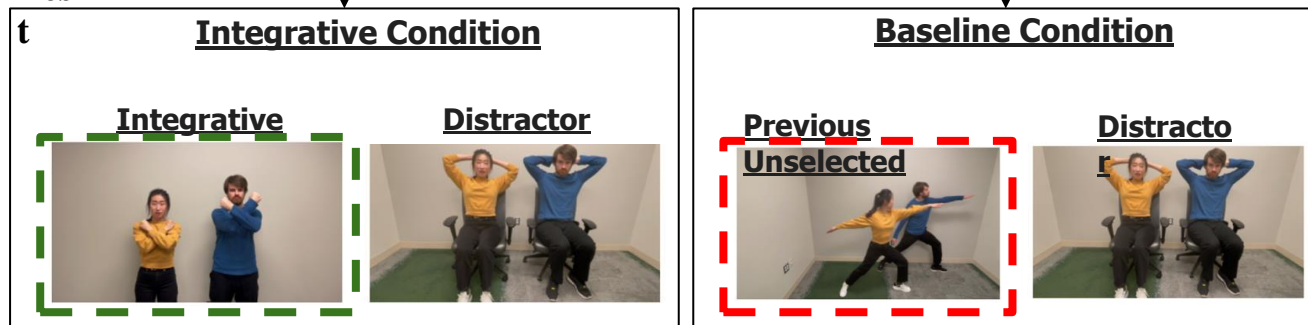 t
Integrative Condition
Integrative
Distractor
Baseline Condition
Previous
Unselected
Distracto
r